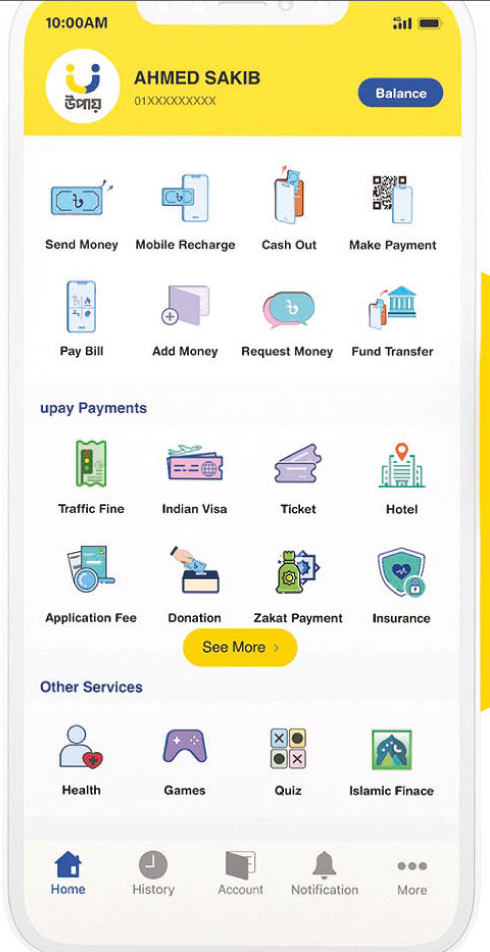 10:00AM 4G
উপায়
AHMED SAKIB
01XXXXXXXXX
Balance
Send Money Mobile Recharge Cash Out Make Payment
Pay Bill Add Money Request Money Fund Transfer
upay Payments
Traffic Fine Indian Visa Ticket Hotel
Application Fee Donation Zakat Payment Insurance
See More >
Other Services
Health Games Quiz Islamic Finace
Home History Account Notification More